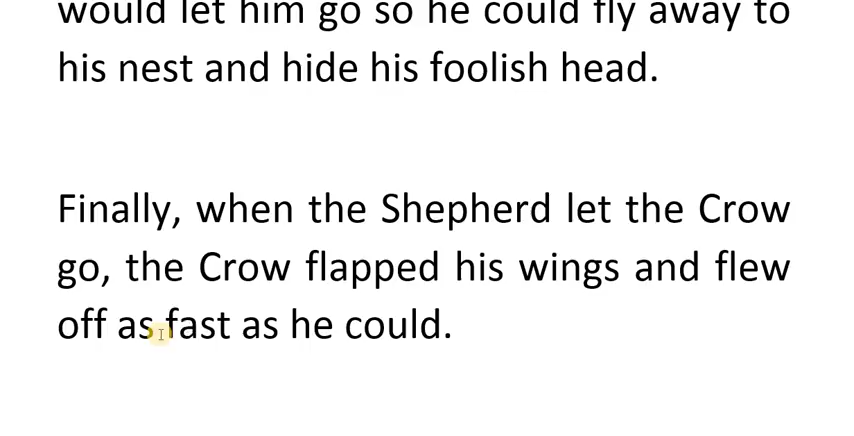 would let him go so he could fly away to
his nest and hide his foolish head.
Finally, when the Shepherd let the Crow
go, the Crow flapped his wings and flew
off as fast as he could.